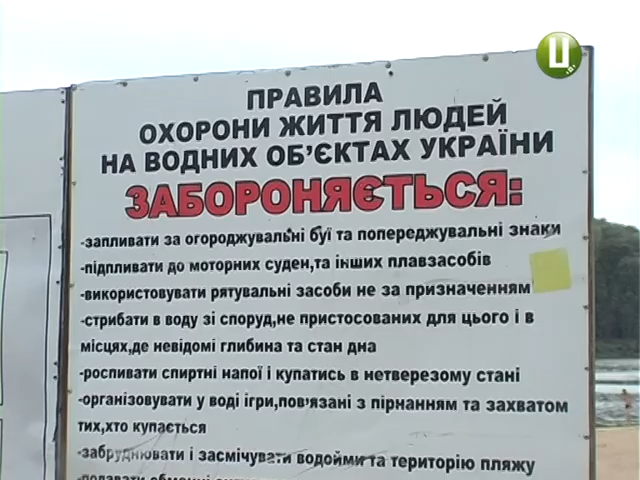 Ц
ПРАВИЛА
ОХОРОНИ ЖИТТЯ ЛЮДЕЙ
НА ВОДНИХ ОБ'ЄКТАХ УКРАЇНИ
ЗАБОРОНЯЄТЬСЯ:
-запливати за огороджувальні буї та попереджувальні знаки
-підпливати до моторних суден,та інших плавзасобів
-використовувати рятувальні засоби не за призначенням
-стрибати в воду зі споруд,не пристосованих для цього і в
місцях,де невідомі глибина та стан дна
-роспивати спиртні напої і купатись в нетверезому стані
-організовувати у воді ігри,пов'язані з пірнанням та захватом
тих,хто купається
-забруднювати і засмічувати водойми та територію пляжу
-подавати